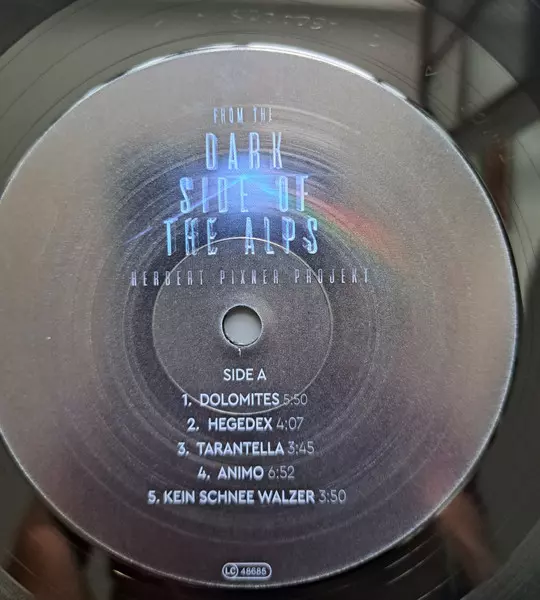 FROM THE
DARK
SIDE OF
THE ALPS
HERBERT PIXNER PROJEKT
SIDE A
1. DOLOMITES 5:50
2. HEGEDEX 4:07
3. TARANTELLA 3:45
4. ANIMO 6:52
5. KEIN SCHNEE WALZER 3:50
LC 48685